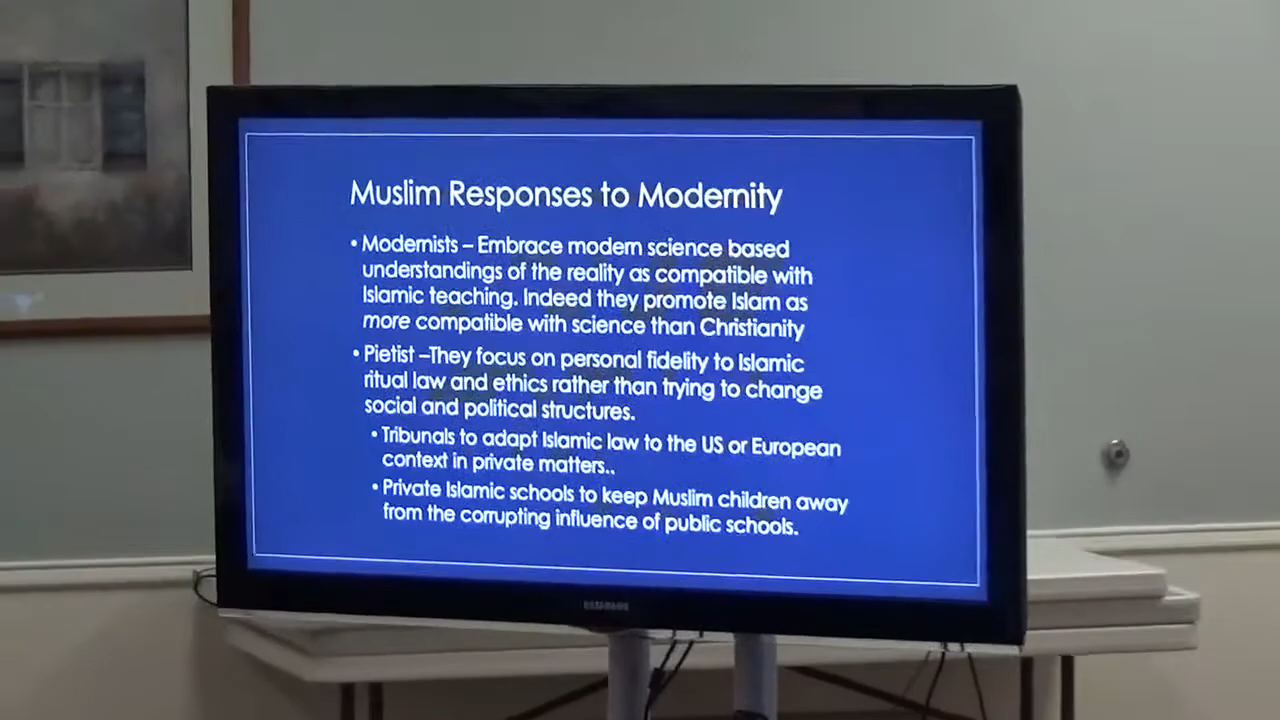 Muslim Responses to Modernity
• Modernists – Embrace modern science based
understandings of the reality as compatible with
Islamic teaching. Indeed they promote Islam as
more compatible with science than Christianity
• Pietist –They focus on personal fidelity to Islamic
ritual law and ethics rather than trying to change
social and political structures.
• Tribunals to adapt Islamic law to the US or European
context in private matters..
• Private Islamic schools to keep Muslim children away
from the corrupting influence of public schools.
SAMSUNG